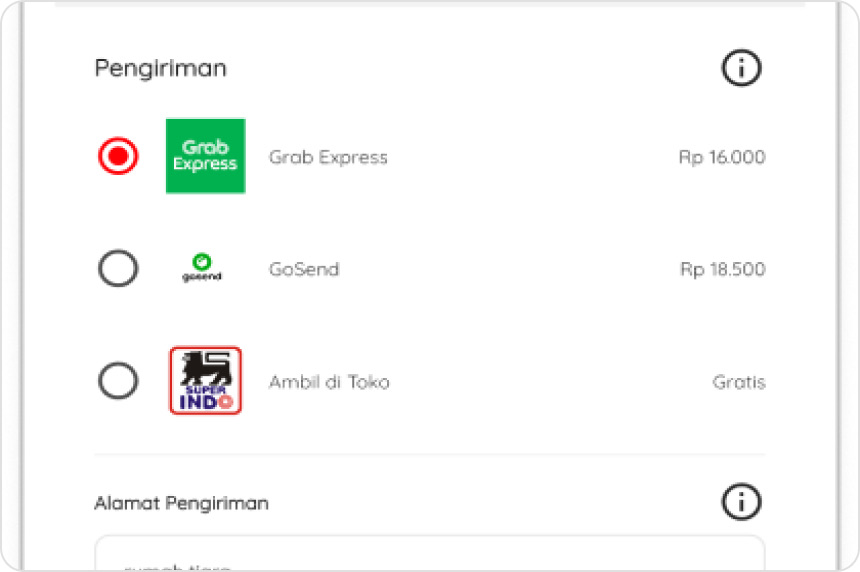 Pengiriman
Grab
Express
Grab Express
Rp 16.000
gosend
GoSend
Rp 18.500
SUPER
INDO
Ambil di Toko
Gratis
Alamat Pengiriman